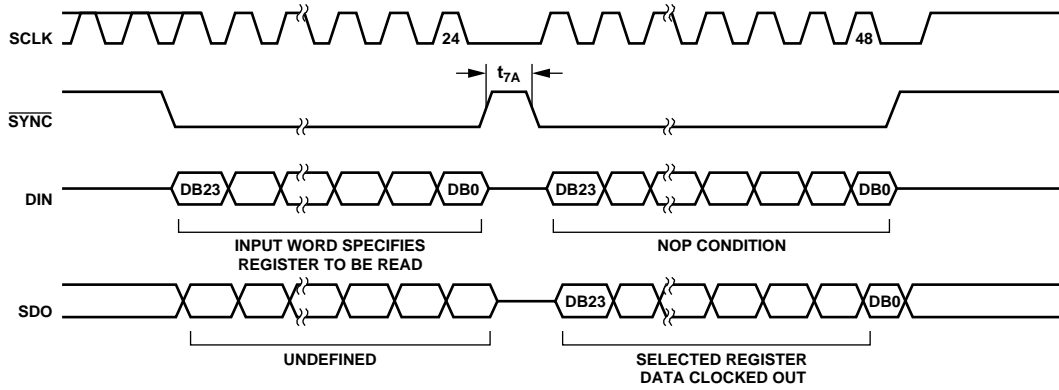 SCLK
24
48
t7A
SYNC
DIN
DB23
DB0
DB23
DB0
INPUT WORD SPECIFIES
REGISTER TO BE READ
NOP CONDITION
SDO
DB23
DB0
UNDEFINED
SELECTED REGISTER
DATA CLOCKED OUT